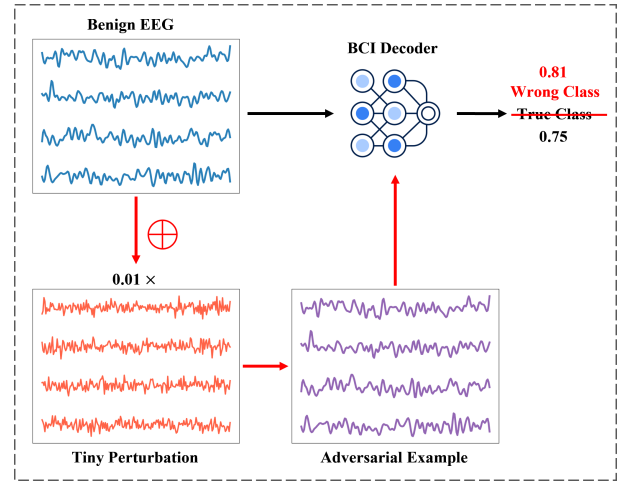 Benign EEG
BCI Decoder
0.81
Wrong Class
True Class
0.75
0.01 ×
Tiny Perturbation
Adversarial Example